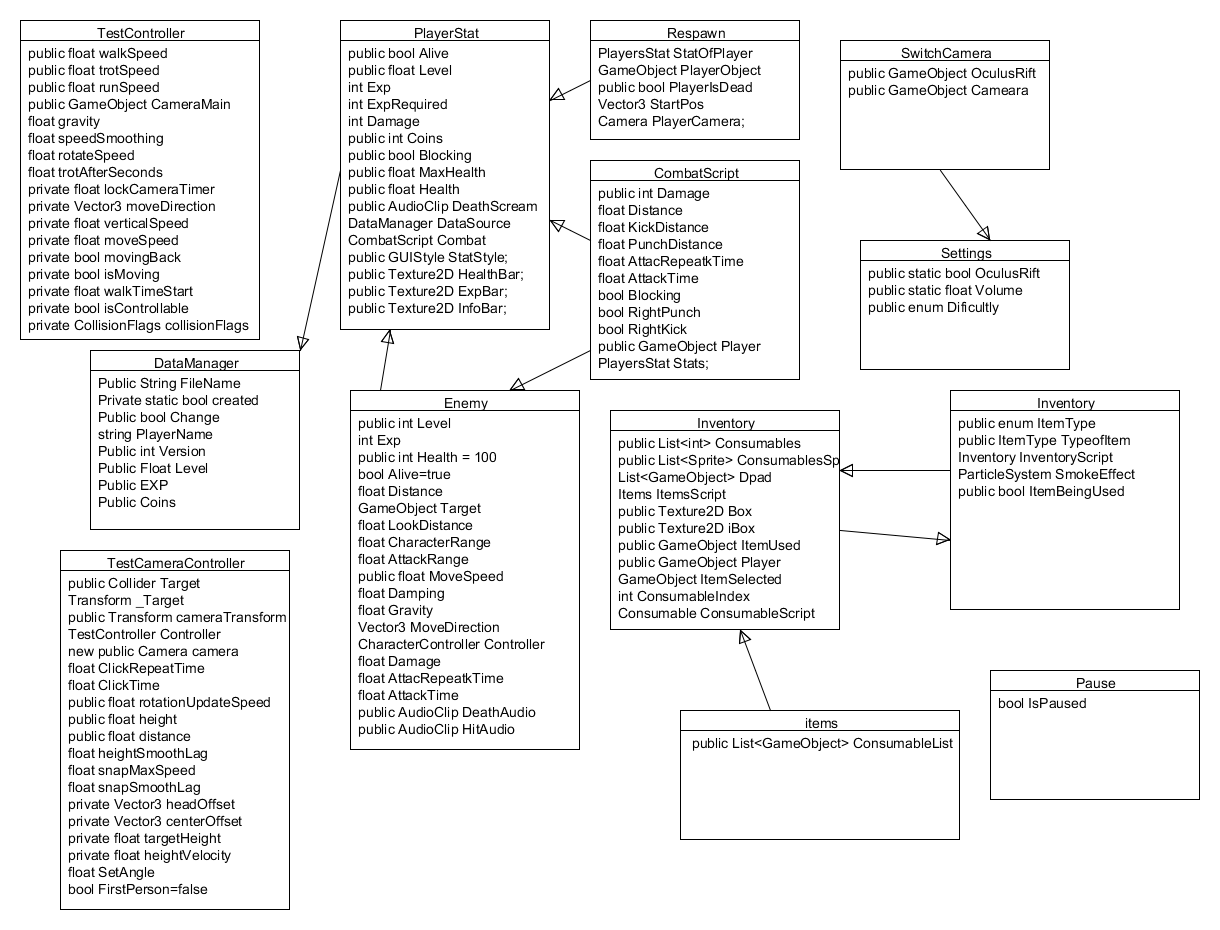 TestController
public float walkSpeed
public float trotSpeed
public float runSpeed
public GameObject CameraMain
float gravity
float speedSmoothing
float rotateSpeed
float trotAfterSeconds
private float lockCameraTimer
private Vector3 moveDirection
private float verticalSpeed
private float moveSpeed
private bool movingBack
private bool isMoving
private float walkTimeStart
private bool isControllable
private CollisionFlags collisionFlags
PlayerStat
public bool Alive
public float Level
int Exp
int ExpRequired
int Damage
public int Coins
public bool Blocking
public float MaxHealth
public float Health
public AudioClip DeathScream
DataManager DataSource
CombatScript Combat
public GUIStyle StatStyle;
public Texture2D HealthBar;
public Texture2D ExpBar;
public Texture2D InfoBar;
Respawn
PlayersStat StatOfPlayer
GameObject PlayerObject
public bool PlayerIsDead
Vector3 StartPos
Camera PlayerCamera;
SwitchCamera
public GameObject OculusRift
public GameObject Cameara
CombatScript
public int Damage
float Distance
float KickDistance
float PunchDistance
float AttacRepeatkTime
float AttackTime
bool Blocking
bool RightPunch
bool RightKick
public GameObject Player
PlayersStat Stats;
Settings
public static bool OculusRift
public static float Volume
public enum Dificultly
DataManager
Public String FileName
Private static bool created
Public bool Change
string PlayerName
Public int Version
Public Float Level
Public EXP
Public Coins
Enemy
public int Level
int Exp
public int Health = 100
bool Alive=true
float Distance
GameObject Target
float LookDistance
float CharacterRange
float AttackRange
public float MoveSpeed
float Damping
float Gravity
Vector3 MoveDirection
CharacterController Controller
float Damage
float AttacRepeatkTime
float AttackTime
public AudioClip DeathAudio
public AudioClip HitAudio
Inventory
public List<int> Consumables
public List<Sprite> ConsumablesSp
List<GameObject> Dpad
Items ItemsScript
public Texture2D Box
public Texture2D iBox
public GameObject ItemUsed
public GameObject Player
GameObject ItemSelected
int ConsumableIndex
Consumable ConsumableScript
Inventory
public enum ItemType
public ItemType TypeofItem
Inventory InventoryScript
ParticleSystem SmokeEffect
public bool ItemBeingUsed
TestCameraController
public Collider Target
Transform _Target
public Transform cameraTransform
TestController Controller
new public Camera camera
float ClickRepeatTime
float ClickTime
public float rotationUpdateSpeed
public float height
public float distance
float heightSmoothLag
float snapMaxSpeed
float snapSmoothLag
private Vector3 headOffset
private Vector3 centerOffset
private float targetHeight
private float heightVelocity
float SetAngle
bool FirstPerson=false
items
public List<GameObject> ConsumableList
Pause
bool IsPaused